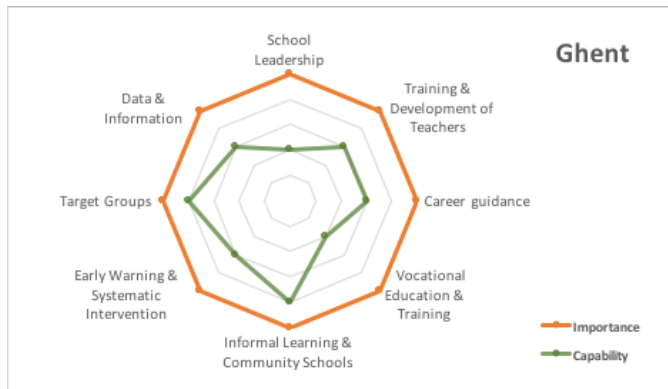 School
Leadership
Ghent
Training &
Development of
Teachers
Data &
Information
Target Groups
Career guidance
Early Warning &
Systematic
Intervention
Vocational
Education &
Training
Informal Learning &
Community Schools
Importance
Capability